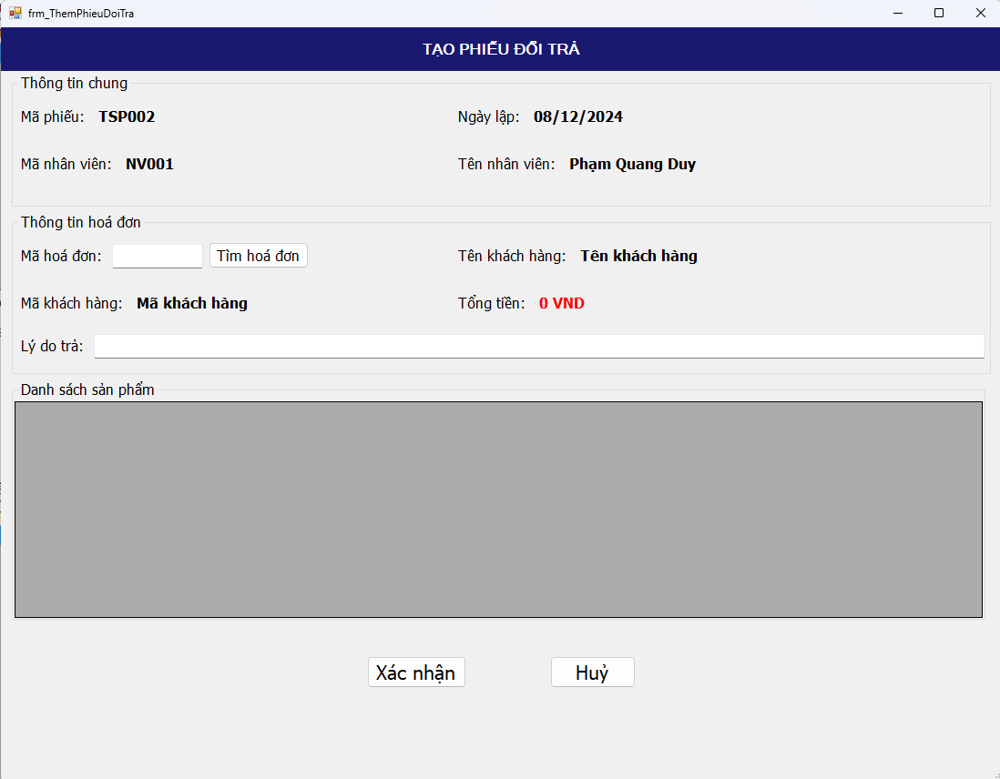 frm_ThemPhieuDoiTra
TẠO PHIẾU ĐỔI TRẢ
Thông tin chung
Mã phiếu: TSP002 Ngày lập: 08/12/2024
Mã nhân viên: NV001 Tên nhân viên: Phạm Quang Duy
Thông tin hoá đơn
Mã hoá đơn: Tìm hoá đơn Tên khách hàng: Tên khách hàng
Mã khách hàng: Mã khách hàng Tổng tiền: 0 VND
Lý do trả:
Danh sách sản phẩm
Xác nhận Huỷ